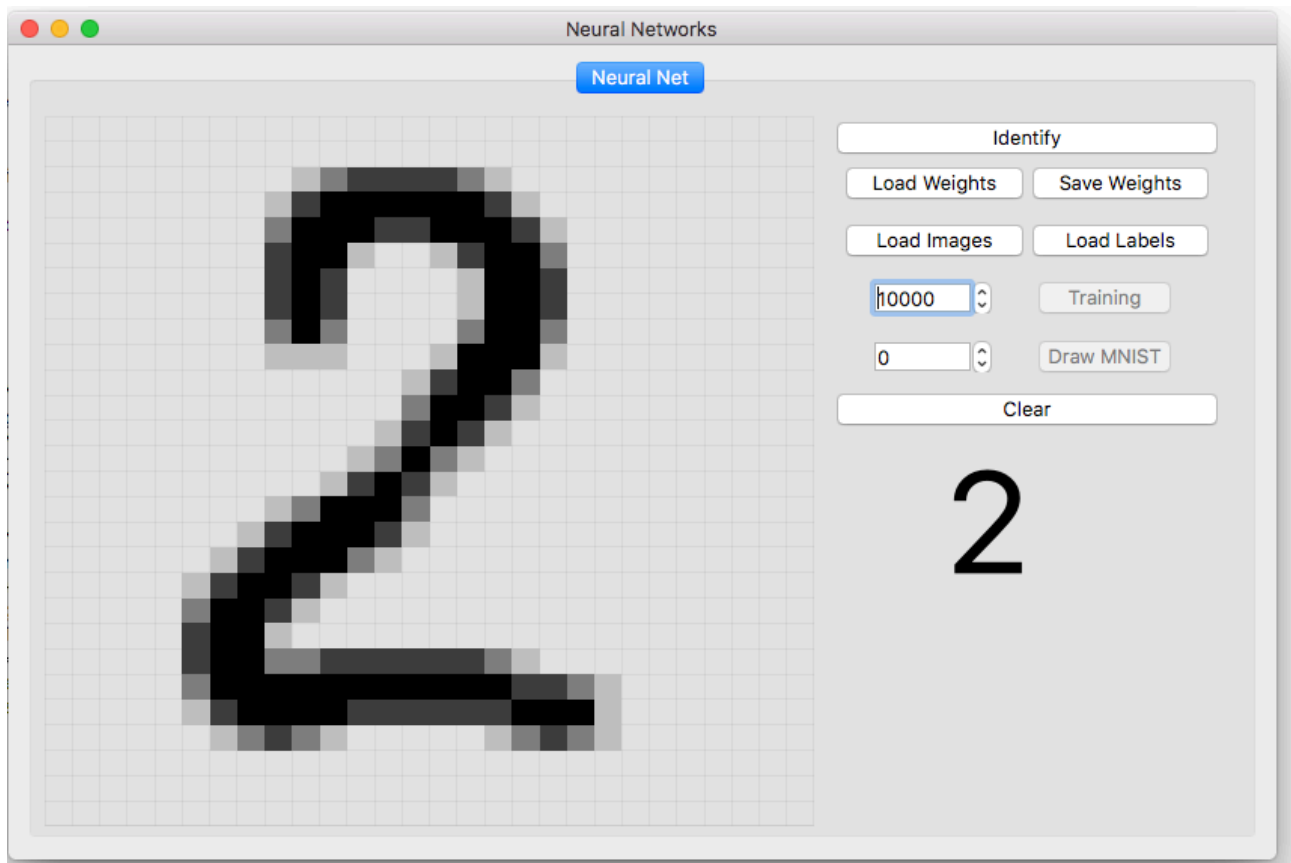 Neural Networks
Neural Net
2
Identify
Load Weights Save Weights
Load Images Load Labels
10000 Training
0 Draw MNIST
Clear
2